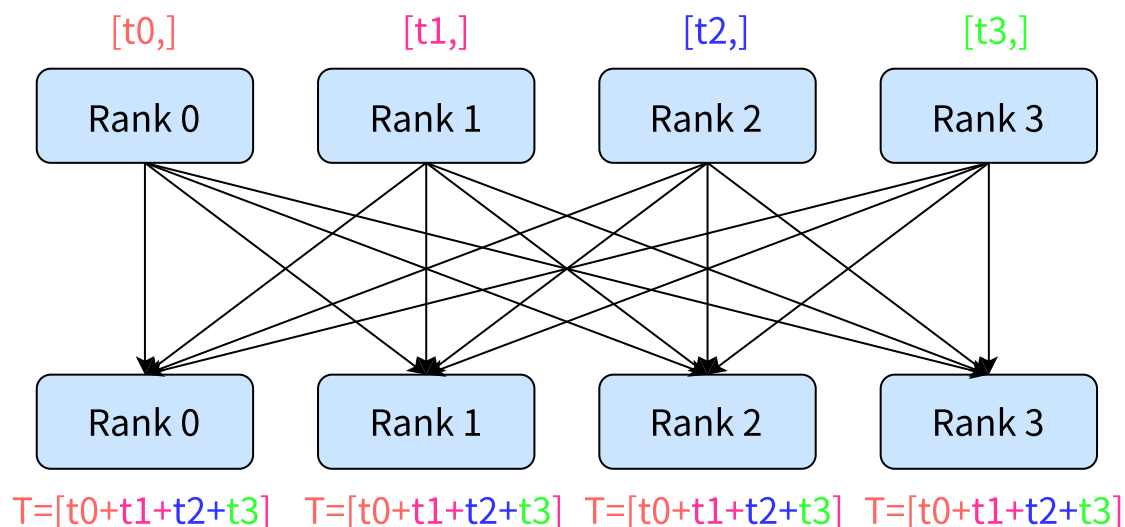 [t0,] [t1,] [t2,] [t3,]
Rank 0 Rank 1 Rank 2 Rank 3
Rank 0 Rank 1 Rank 2 Rank 3
T=[t0+t1+t2+t3] T=[t0+t1+t2+t3] T=[t0+t1+t2+t3] T=[t0+t1+t2+t3]